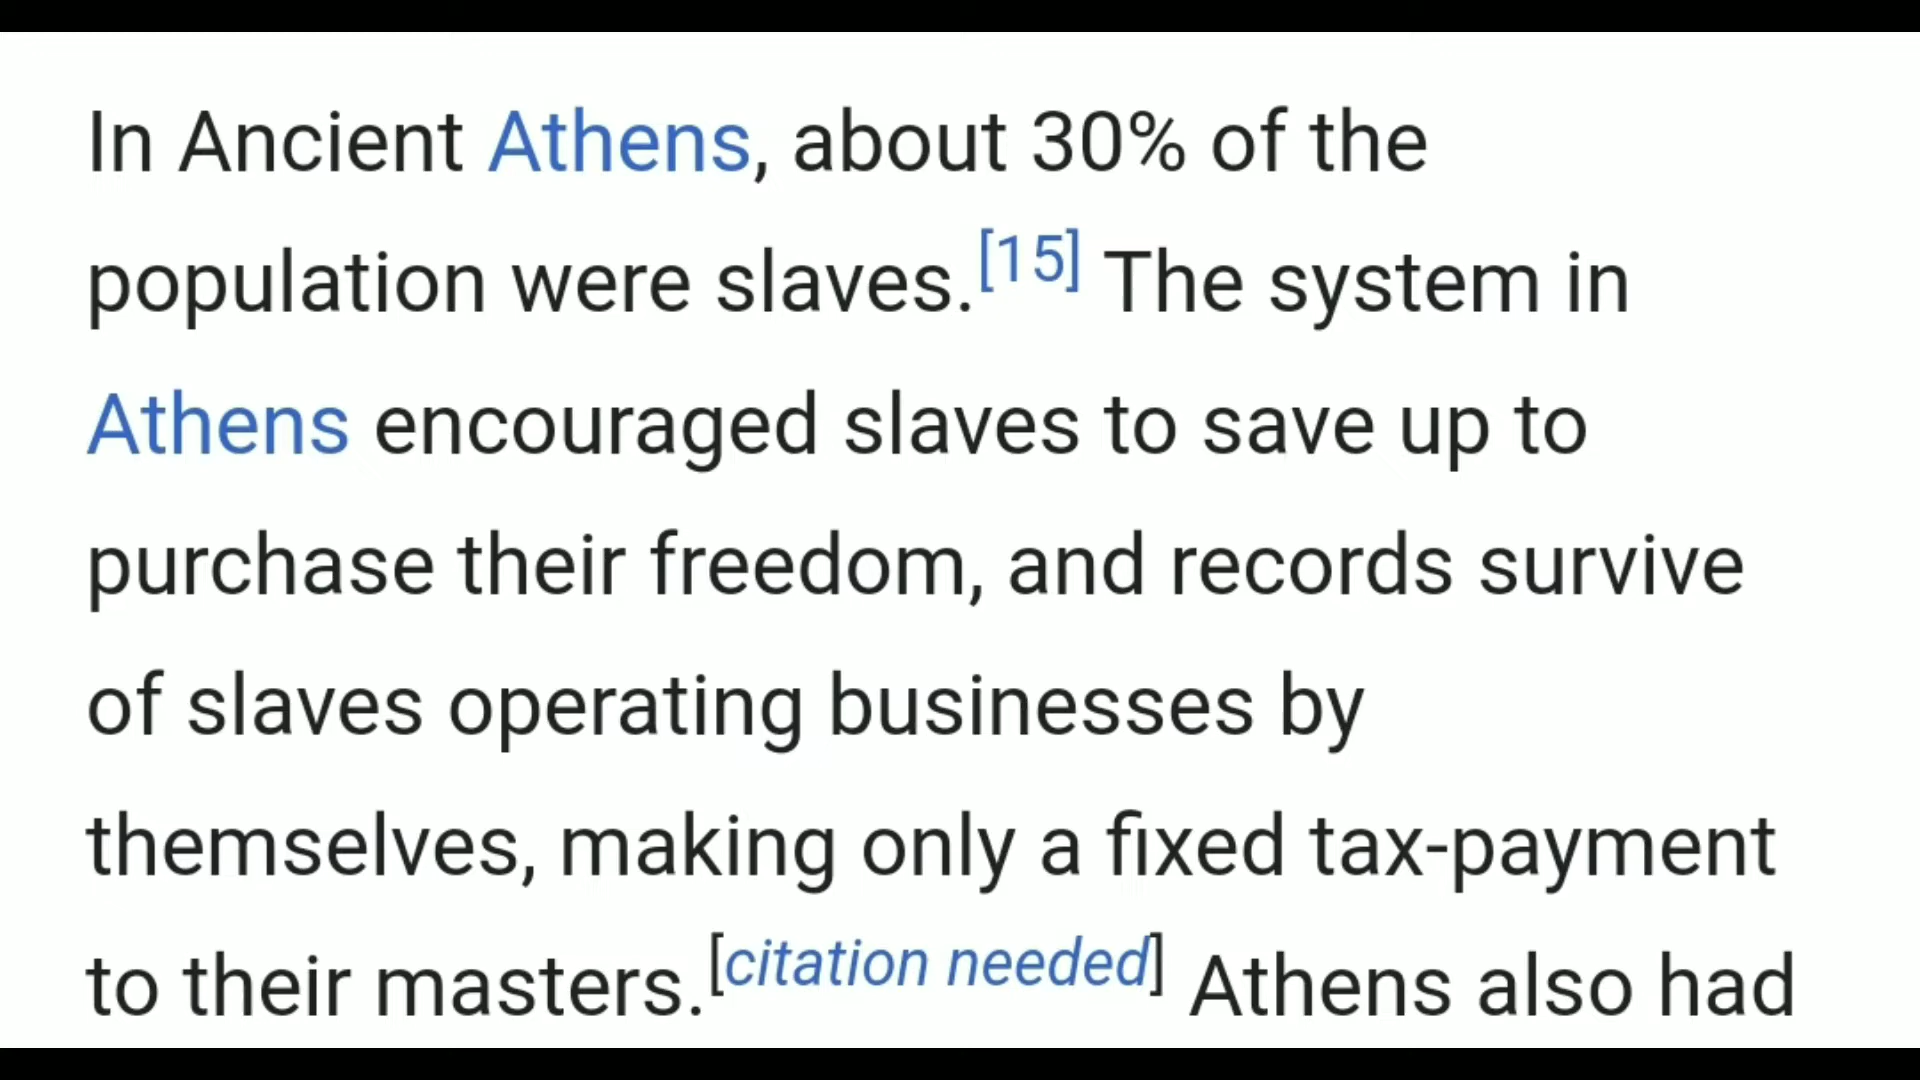 In Ancient Athens, about 30% of the
population were slaves.[15] The system in
Athens encouraged slaves to save up to
purchase their freedom, and records survive
of slaves operating businesses by
themselves, making only a fixed tax-payment
to their masters.[citation needed] Athens also had